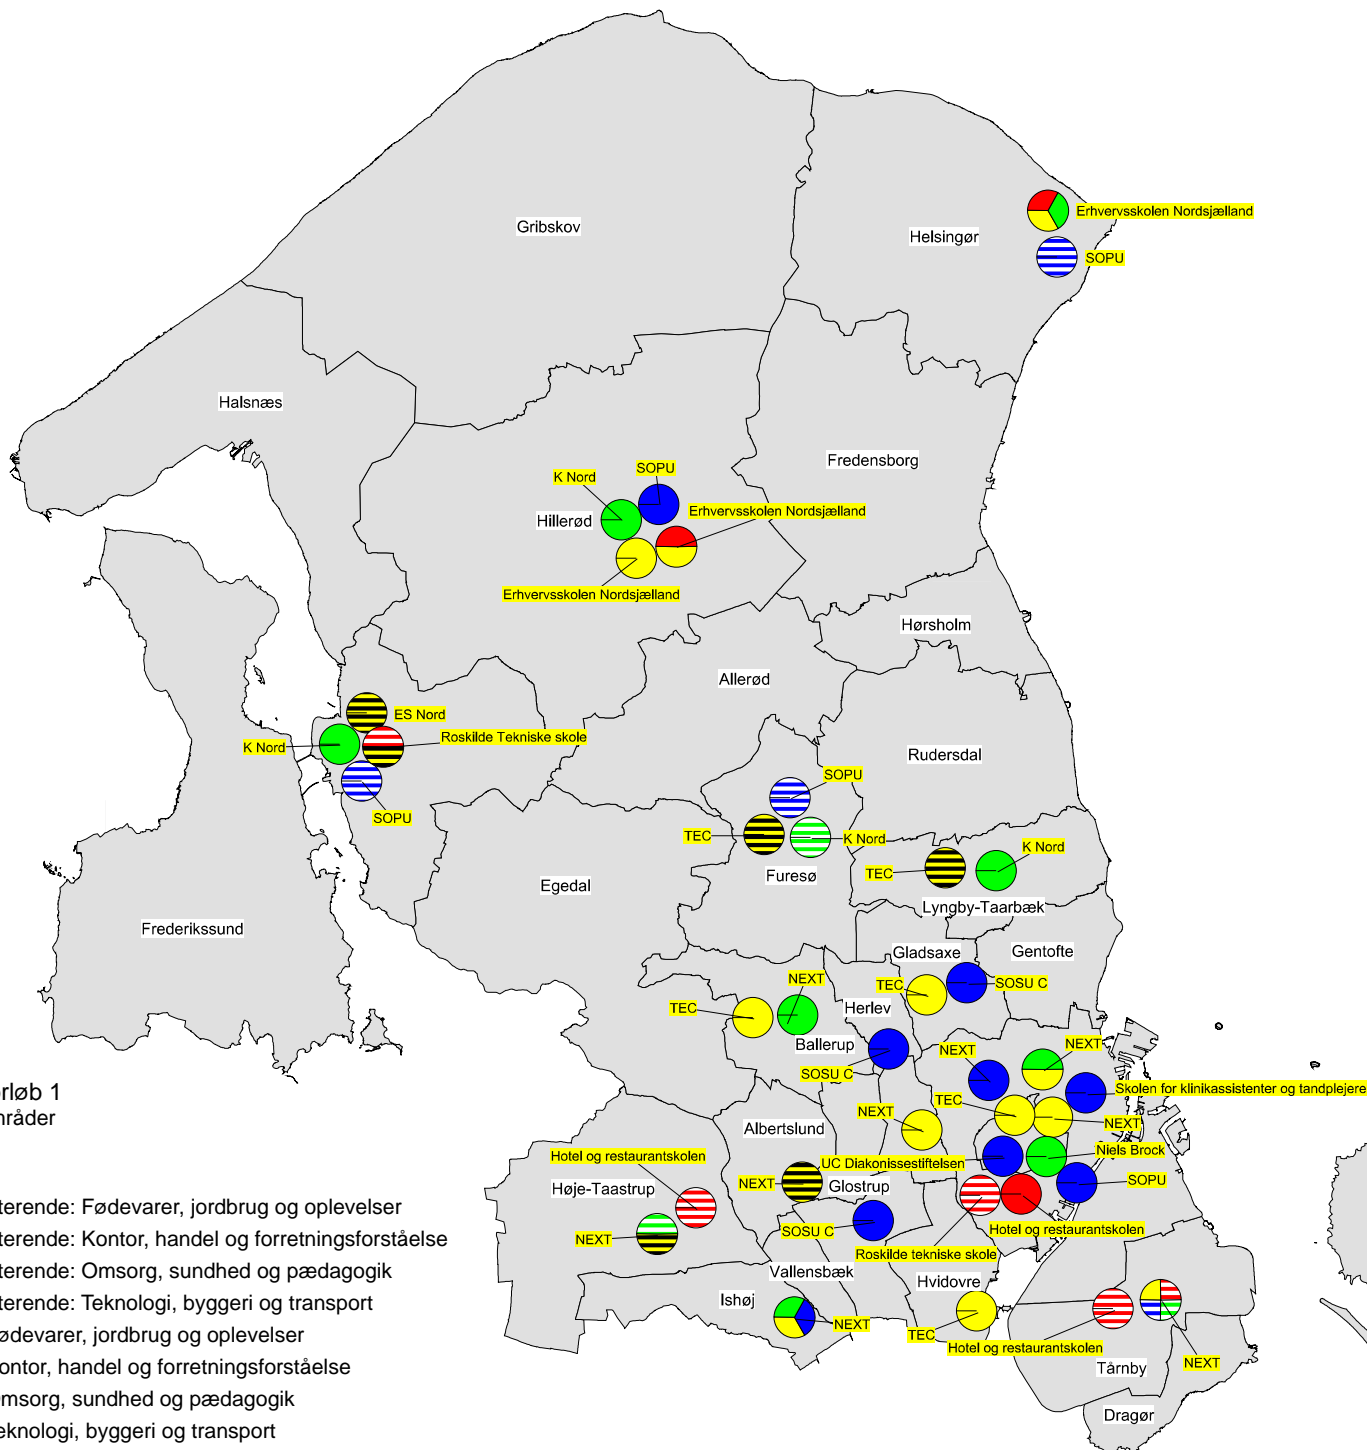 Erhvervsskolen Nordsjælland
Gribskov
Helsingør
SOPU
Halsnæs
Fredensborg
SOPU
K Nord
Erhvervsskolen Nordsjælland
Hillerød
Erhvervsskolen Nordsjælland
Hørsholm
Allerød
ES Nord
Roskilde Tekniske skole
K Nord
Rudersdal
SOPU
SOPU
TEC
K Nord
K Nord
Furesø
TEC
Egedal
Lyngby-Taarbæk
Frederikssund
Gladsaxe
Gentofte
NEXT
TEC
SOSU C
TEC
Herlev
Ballerup
NEXT
NEXT
SOSU C
Skolen for klinikassistenter og tandplejere
TEC
NEXT
NEXT
Albertslund
Niels Brock
Hotel og restaurantskolen
UC Diakonissestiftelsen
SOPU
NEXT
Glostrup
Høje-Taastrup
SOSU C
Hotel og restaurantskolen
NEXT
Roskilde tekniske skole
Vallensbæk
Hvidovre
Ishøj
NEXT
TEC
Hotel og restaurantskolen
NEXT
Tårnby
Dragør
rløb 1
nråder
terende: Fødevarer, jordbrug og oplevelser
terende: Kontor, handel og forretningsforståelse
terende: Omsorg, sundhed og pædagogik
terende: Teknologi, byggeri og transport
ødevarer, jordbrug og oplevelser
ontor, handel og forretningsforståelse
Omsorg, sundhed og pædagogik
eknologi, byggeri og transport